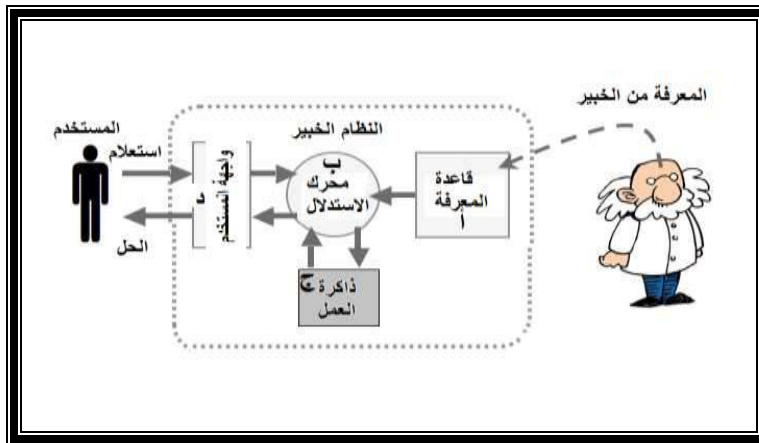 المعرفة من الخبير
النظام الخبير
المستخدم
استعلام
الحل
واجهة المستخدم
د
ب
محرك
الاستدلال
قاعدة
المعرفة
أ
ذاكرة ج
العمل